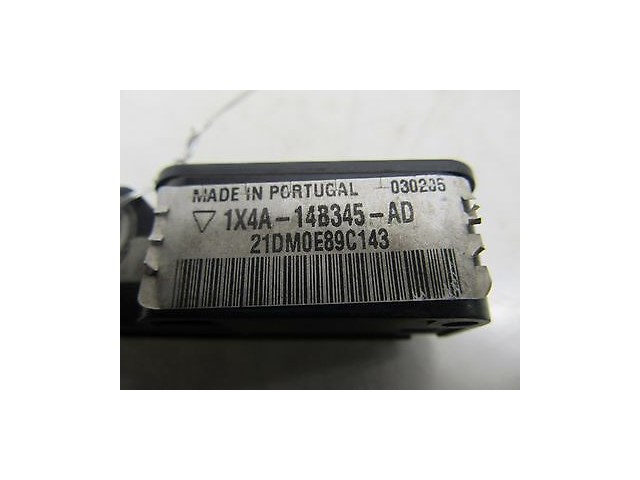 MADE IN PORTUGAL 030205
1X4A-14B345-AD
21DM0E89C143